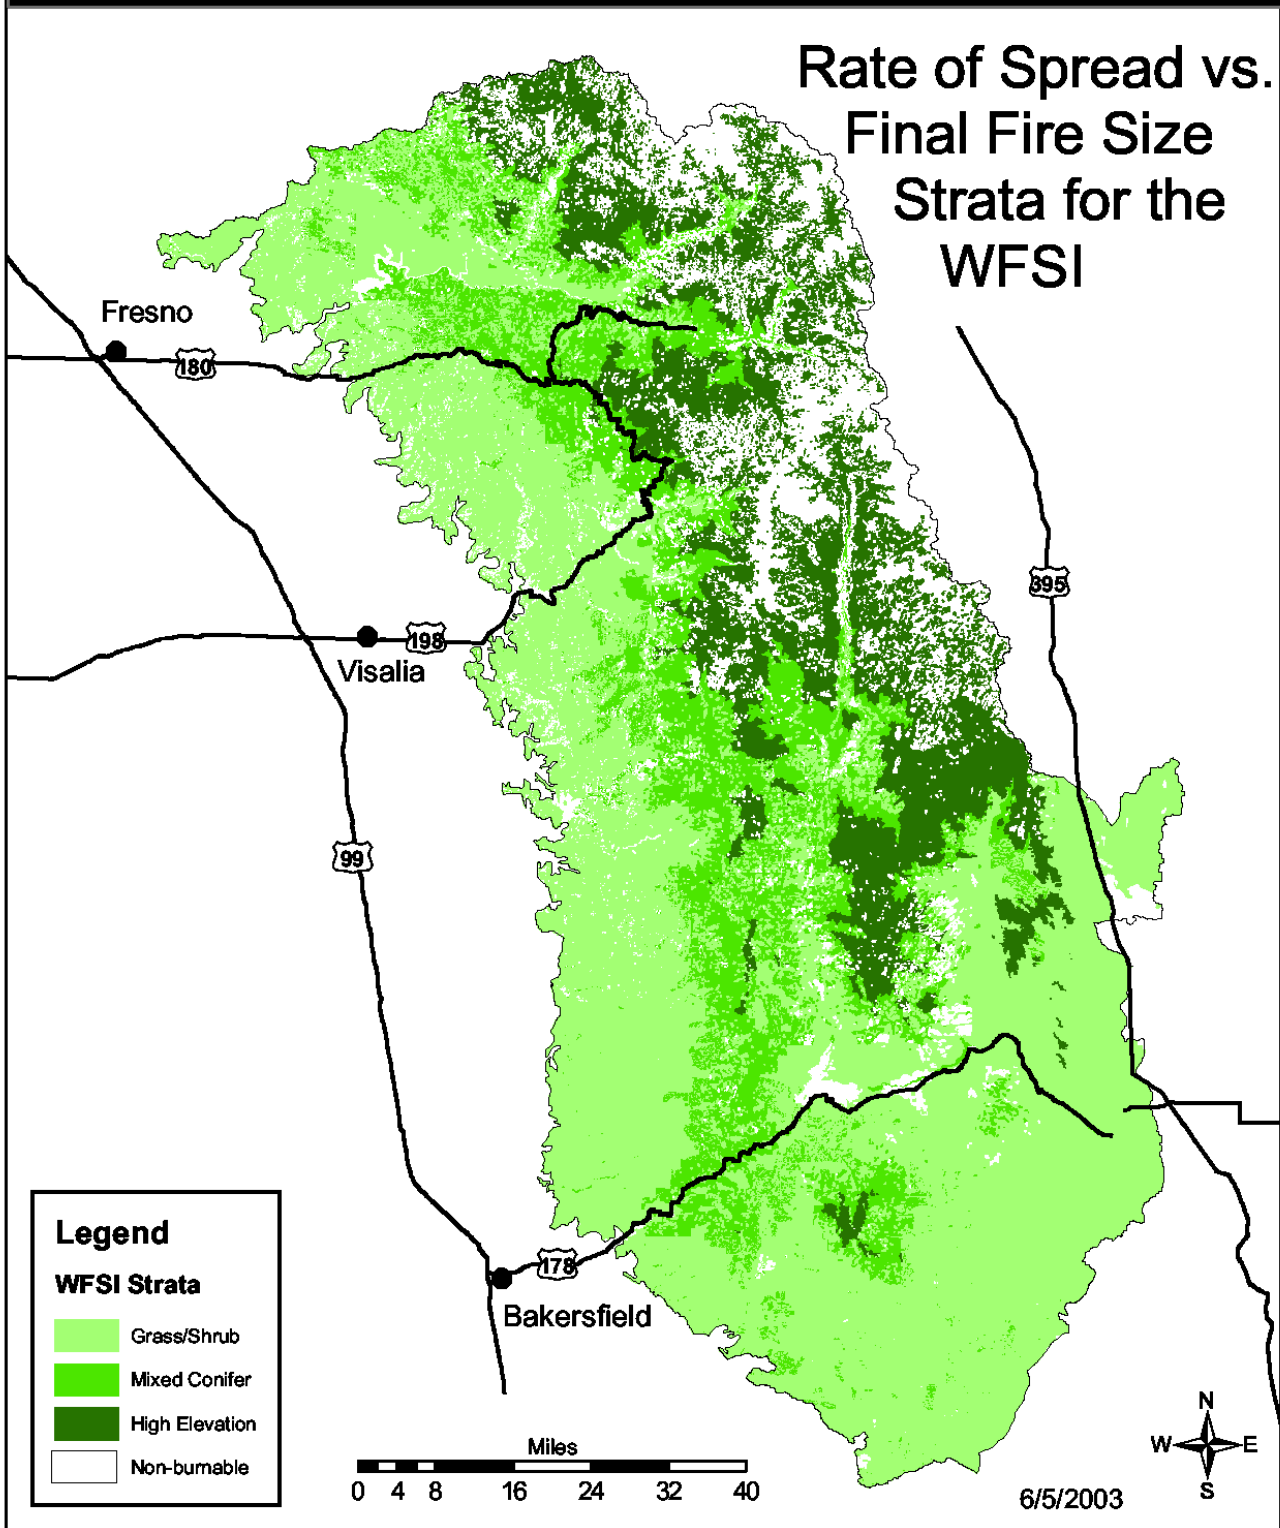 Rate of Spread vs.
Final Fire Size
Strata for the
WFSI
Fresno
180
395
198
Visalia
99
178
Bakersfield
Legend
WFSI Strata
Grass/Shrub
Mixed Conifer
High Elevation
Non-burnable
Miles
0 4 8 16 24 32 40
N
W E
S
6/5/2003